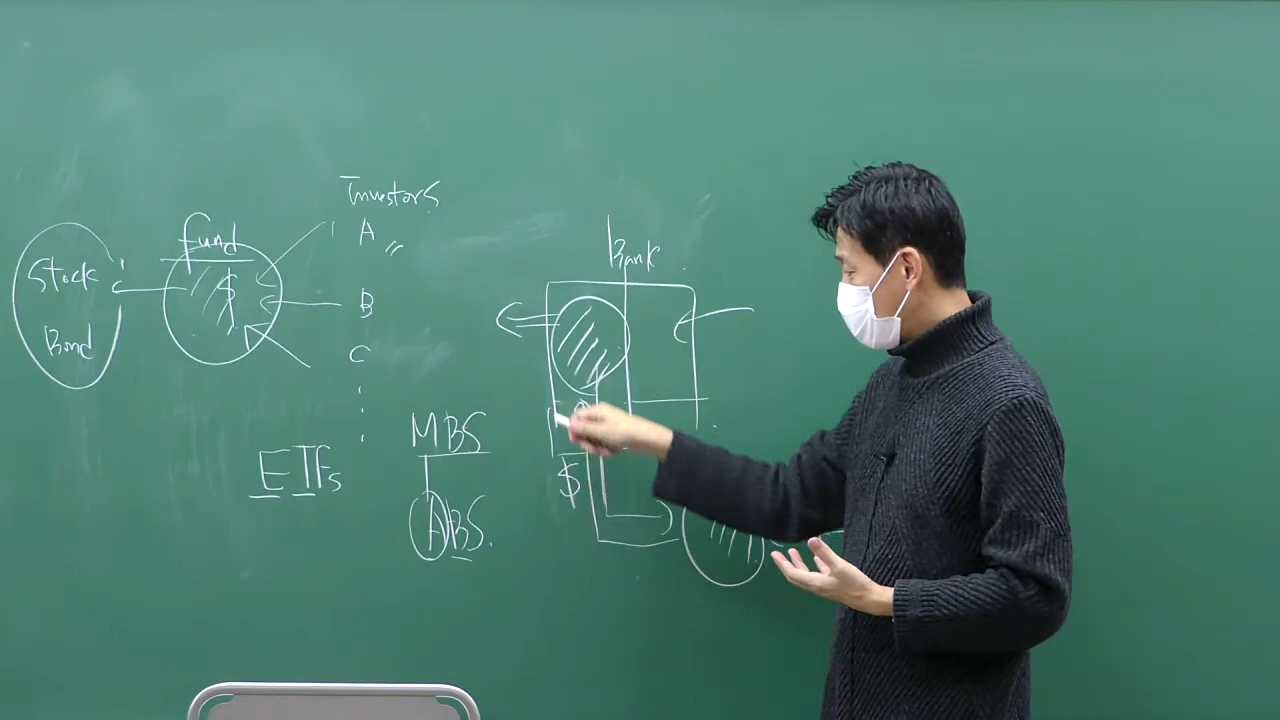 Investors
fund
A
Stock
$
B
Bond
C
ETFs
MBS
ABS.
Bank
$